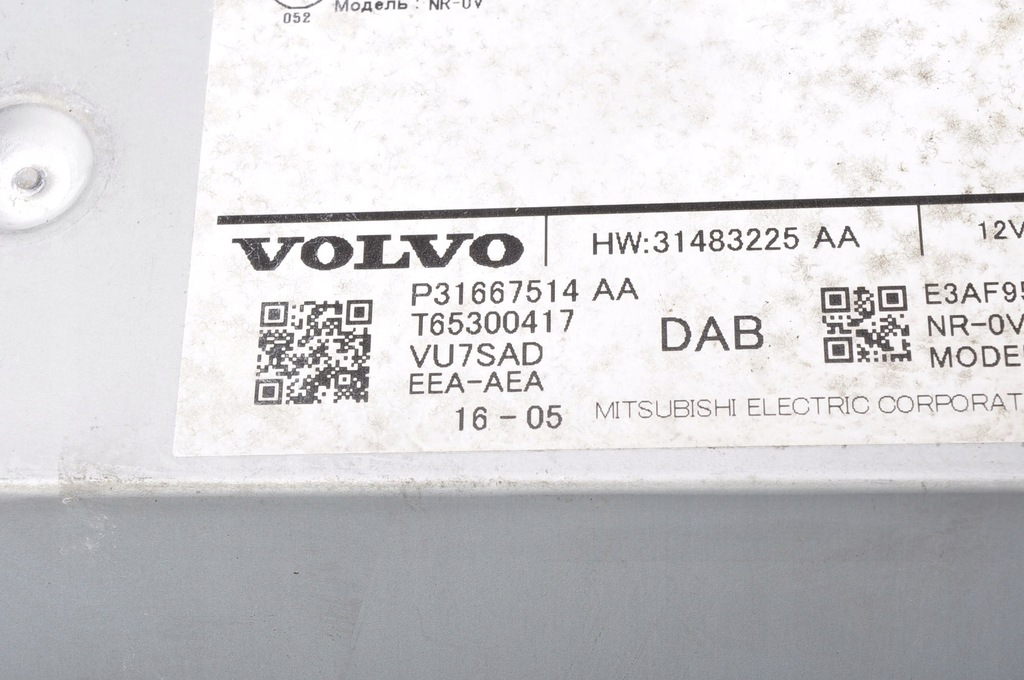 052
Модель : NR-0V
VOLVO
HW:31483225 AA
12V
P31667514 AA
T65300417
VU7SAD
EEA-AEA
16-05
DAB
E3AF95
NR-0V
MODE
MITSUBISHI ELECTRIC CORPORAT